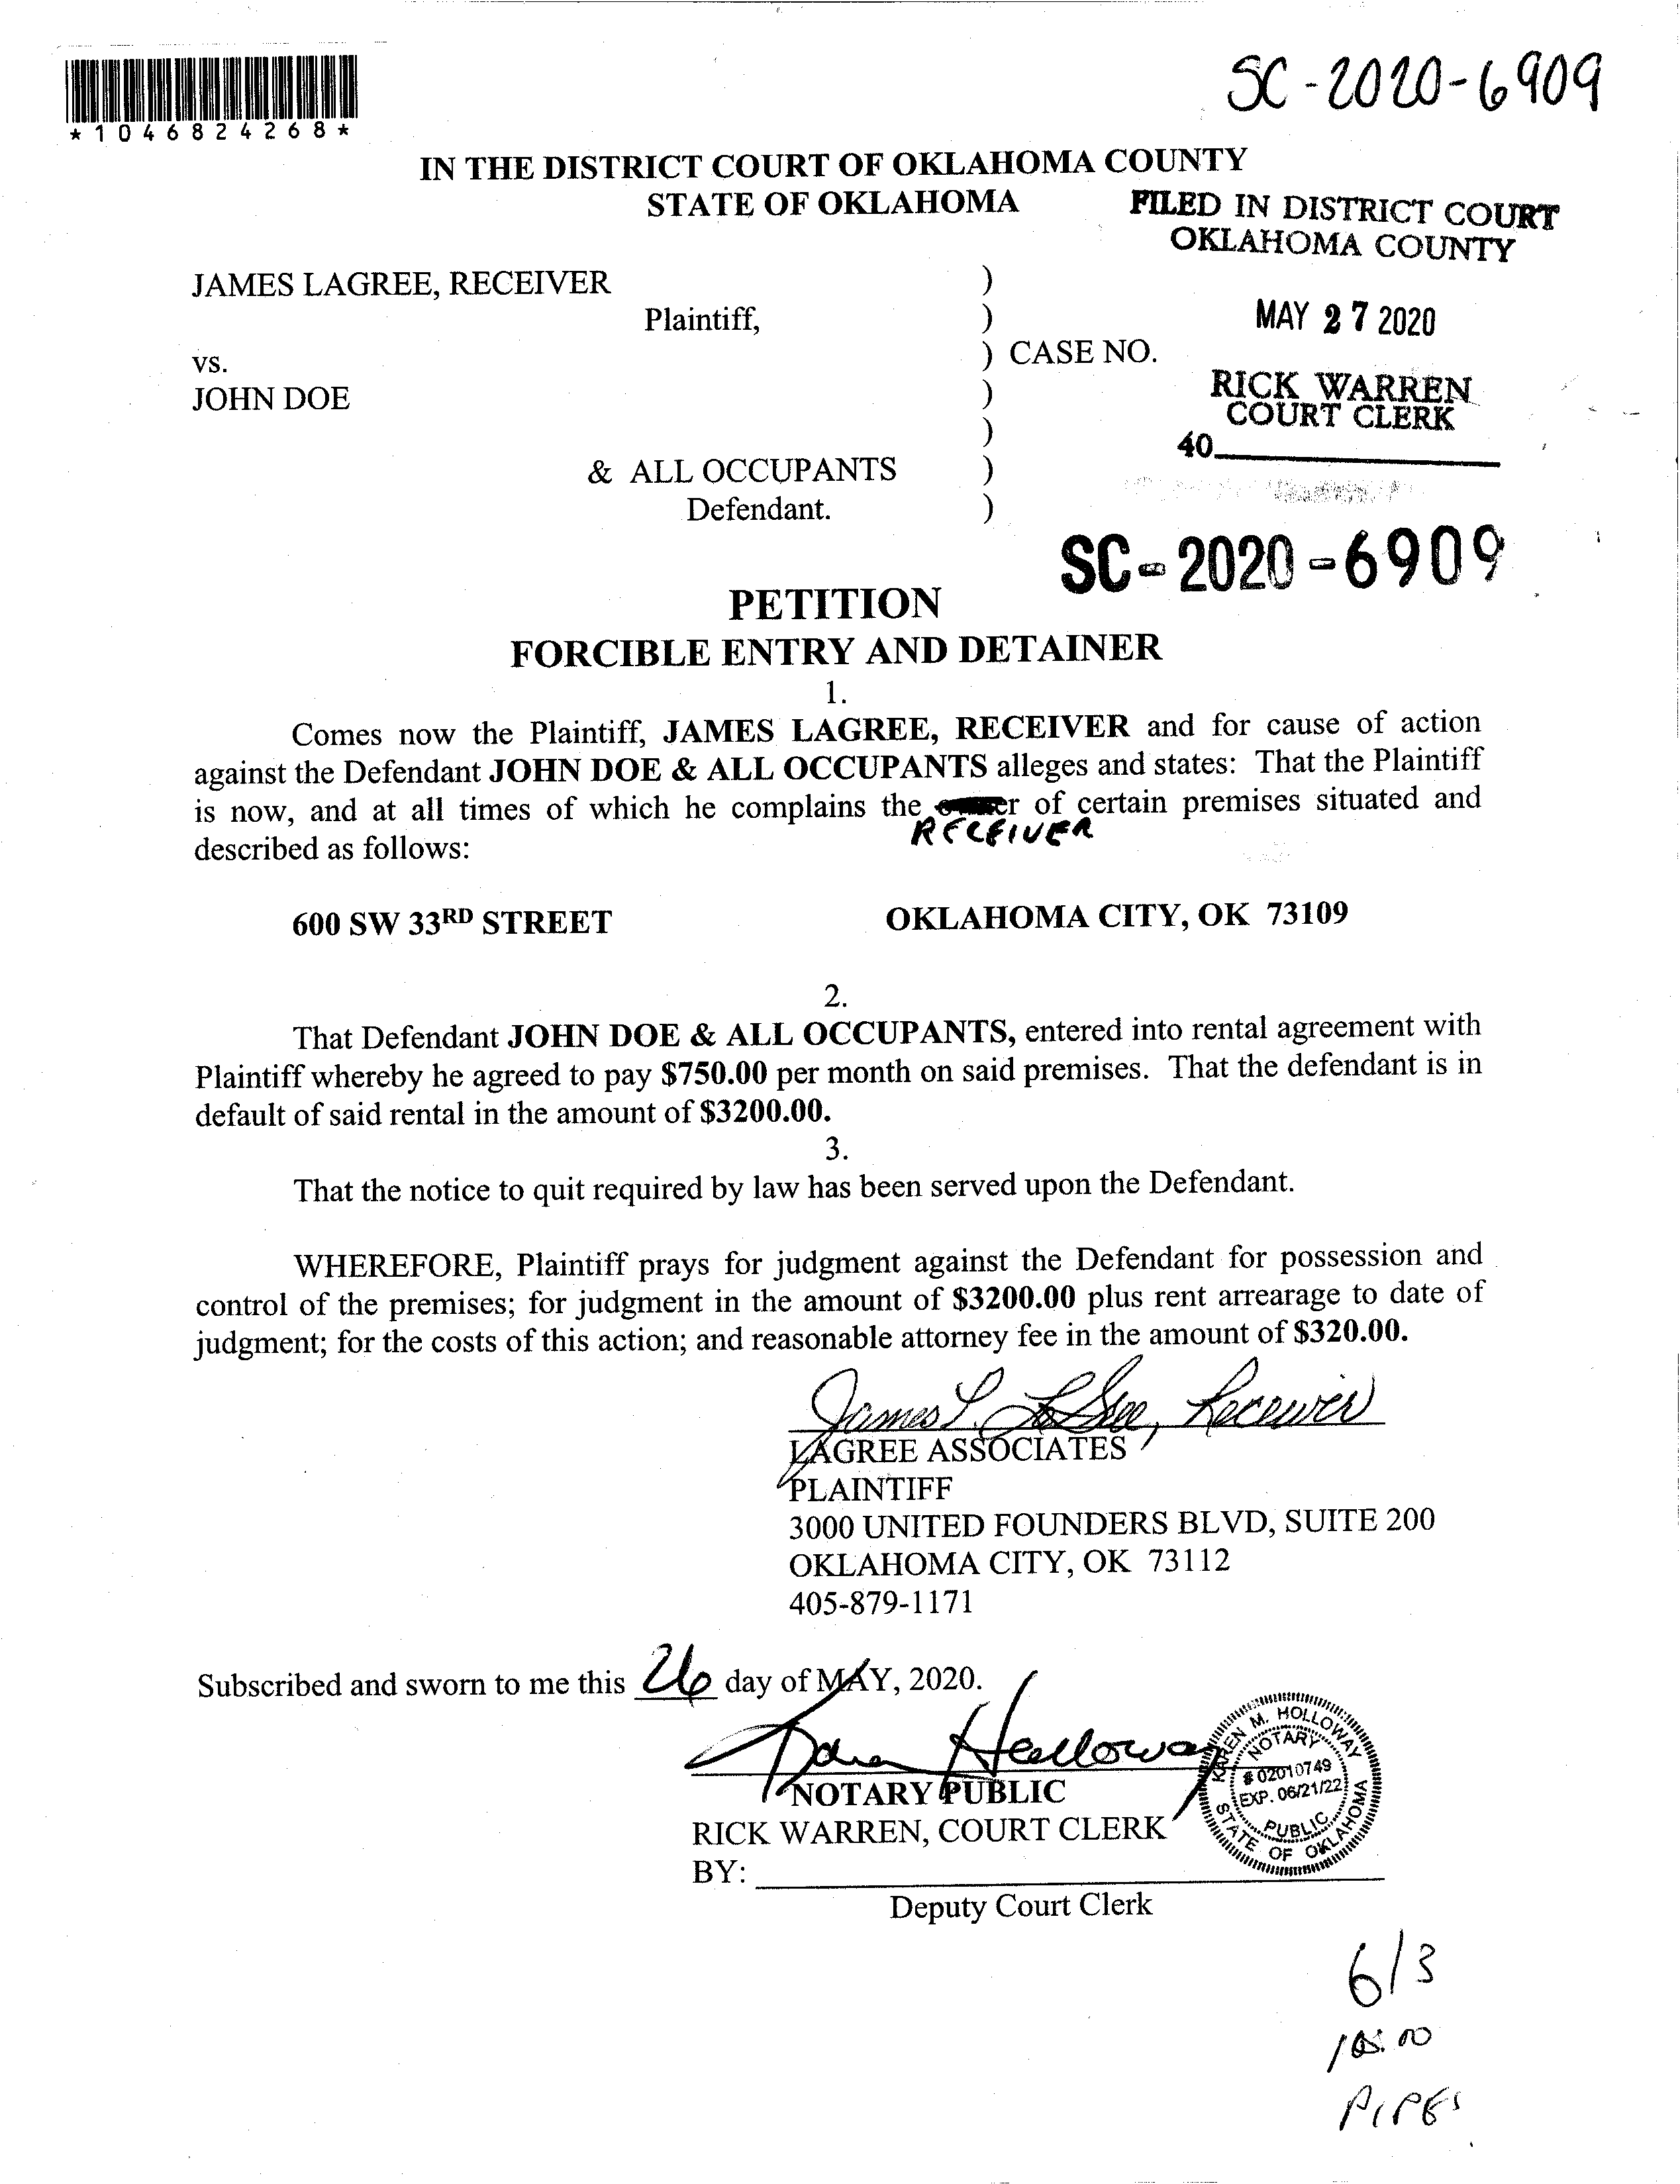 SC-2020-6909
*1046824268*
IN THE DISTRICT COURT OF OKLAHOMA COUNTY
STATE OF OKLAHOMA
FILED IN DISTRICT COURT
OKLAHOMA COUNTY
JAMES LAGREE, RECEIVER )
Plaintiff, )
MAY 27 2020
vs. ) CASE NO.
JOHN DOE )
RICK WARREN
COURT CLERK
)
40
& ALL OCCUPANTS )
Defendant. )
SC-2020-6909
PETITION
FORCIBLE ENTRY AND DETAINER
1.
Comes now the Plaintiff, JAMES LAGREE, RECEIVER and for cause of action
against the Defendant JOHN DOE & ALL OCCUPANTS alleges and states: That the Plaintiff
is now, and at all times of which he complains the of certain premises situated and
RECEIVER
described as follows:
600 SW 33RD STREET OKLAHOMA CITY, OK 73109
2.
That Defendant JOHN DOE & ALL OCCUPANTS, entered into rental agreement with
Plaintiff whereby he agreed to pay $750.00 per month on said premises. That the defendant is in
default of said rental in the amount of $3200.00.
3.
That the notice to quit required by law has been served upon the Defendant.
WHEREFORE, Plaintiff prays for judgment against the Defendant for possession and
control of the premises; for judgment in the amount of $3200.00 plus rent arrearage to date of
judgment; for the costs of this action; and reasonable attorney fee in the amount of $320.00.
James L. LaGree, Receiver
LAGREE ASSOCIATES
PLAINTIFF
3000 UNITED FOUNDERS BLVD, SUITE 200
OKLAHOMA CITY, OK 73112
405-879-1171
Subscribed and sworn to me this 26 day of MAY, 2020.
Karen Holloway
NOTARY PUBLIC
KAREN M. HOLLOWAY
NOTARY
# 02010749
EXP. 06/21/22
PUBLIC
STATE OF OKLAHOMA
RICK WARREN, COURT CLERK
BY:
Deputy Court Clerk
6/3
PIPES